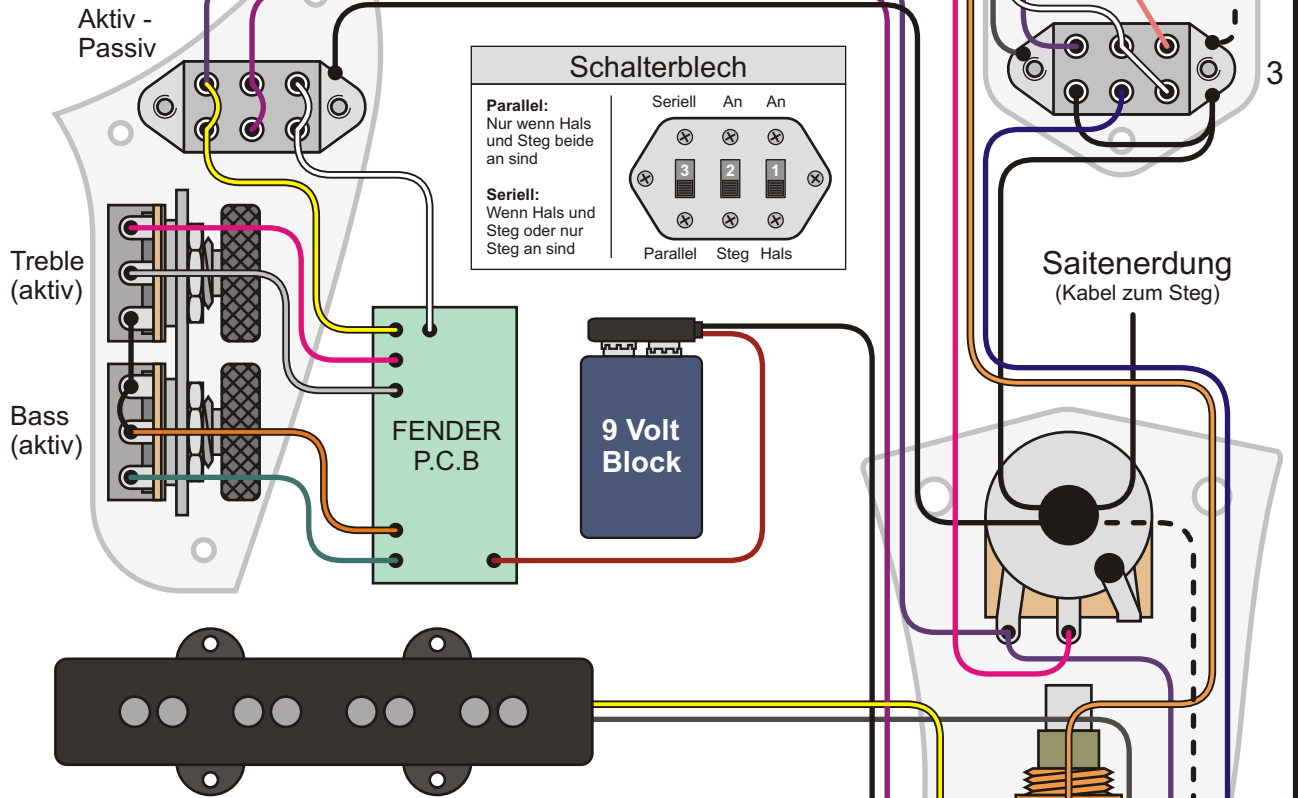 Aktiv -
Passiv
Schalterblech
Parallel:
Nur wenn Hals
und Steg beide
an sind
Seriell:
Wenn Hals und
Steg oder nur
Steg an sind
Seriell An An
3 2 1
Parallel Steg Hals
3
Treble
(aktiv)
Bass
(aktiv)
FENDER
P.C.B
9 Volt
Block
Saitenerdung
(Kabel zum Steg)